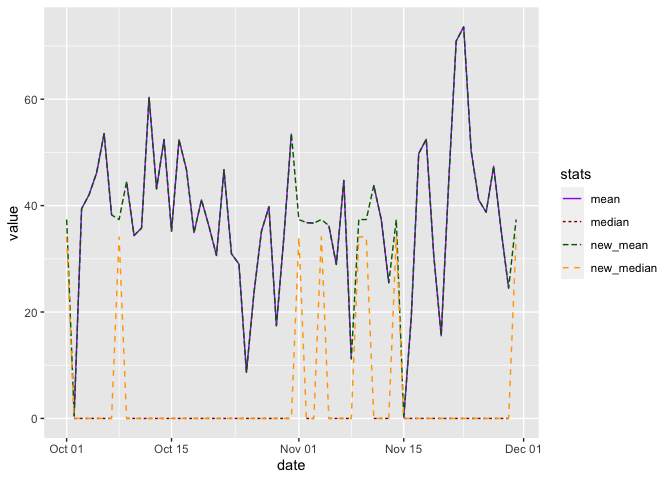 value
60
40
20
0
Oct 01
Oct 15
Nov 01
Nov 15
Dec 01
date
stats
mean
median
new_mean
new_median